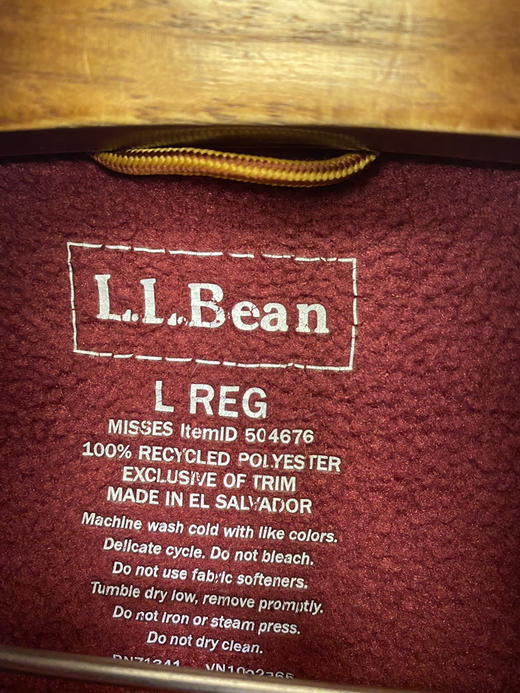 L.L.Bean
L REG
MISSES ItemID 504676
100% RECYCLED POLYESTER
EXCLUSIVE OF TRIM
MADE IN EL SALVADOR
Machine wash cold with like colors.
Delicate cycle. Do not bleach.
Do not use fabric softeners.
Tumble dry low, remove promptly.
Do not iron or steam press.
Do not dry clean.
RN71341